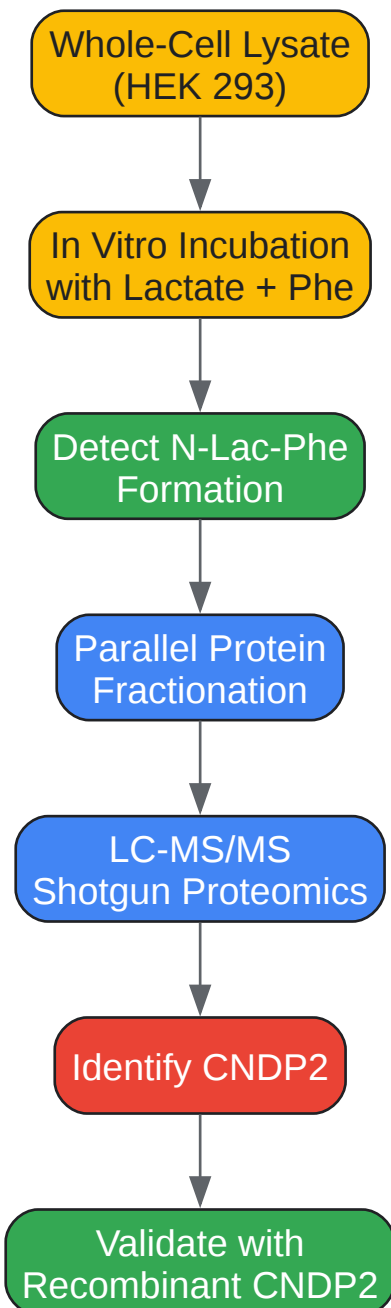 Whole-Cell Lysate
(HEK 293)
In Vitro Incubation
with Lactate + Phe
Detect N-Lac-Phe
Formation
Parallel Protein
Fractionation
LC-MS/MS
Shotgun Proteomics
Identify CNDP2
Validate with
Recombinant CNDP2